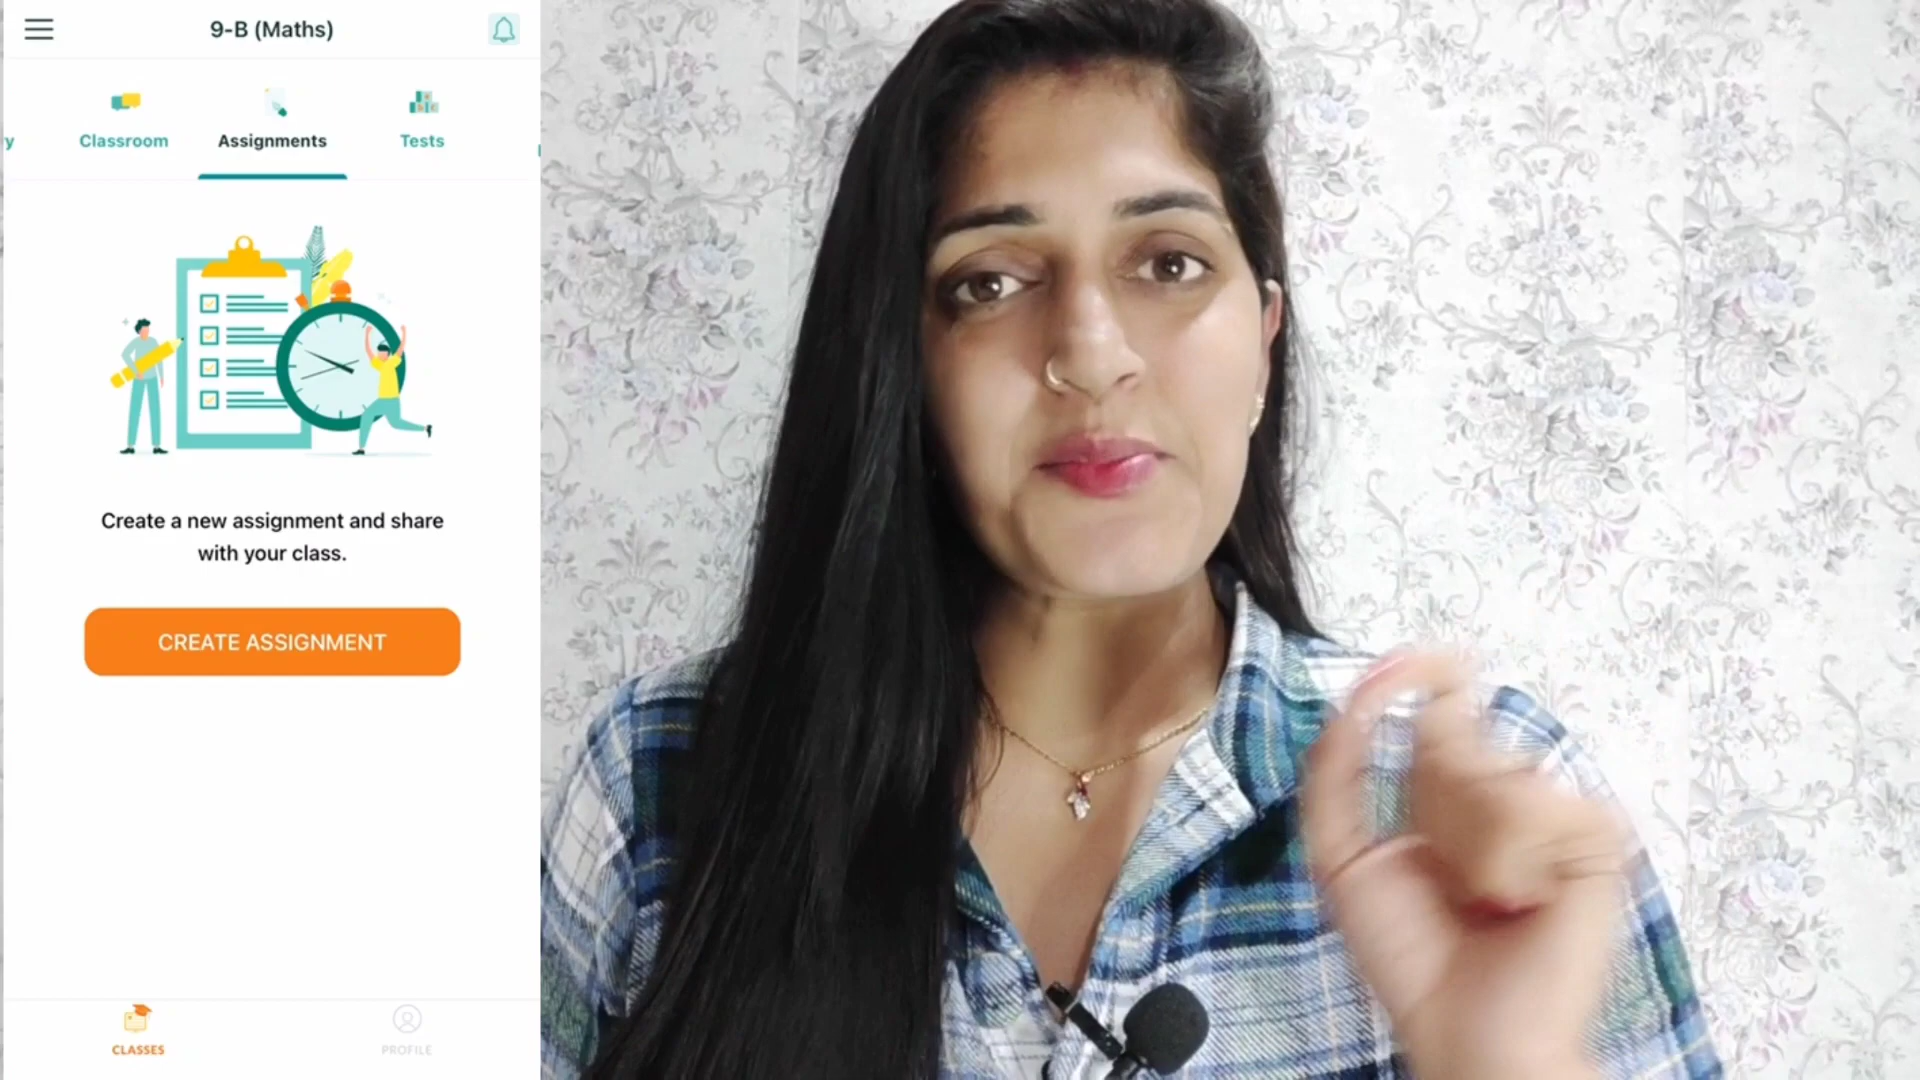 9-B (Maths)
y
Classroom
Assignments
Tests
Create a new assignment and share
with your class.
CREATE ASSIGNMENT
CLASSES
PROFILE